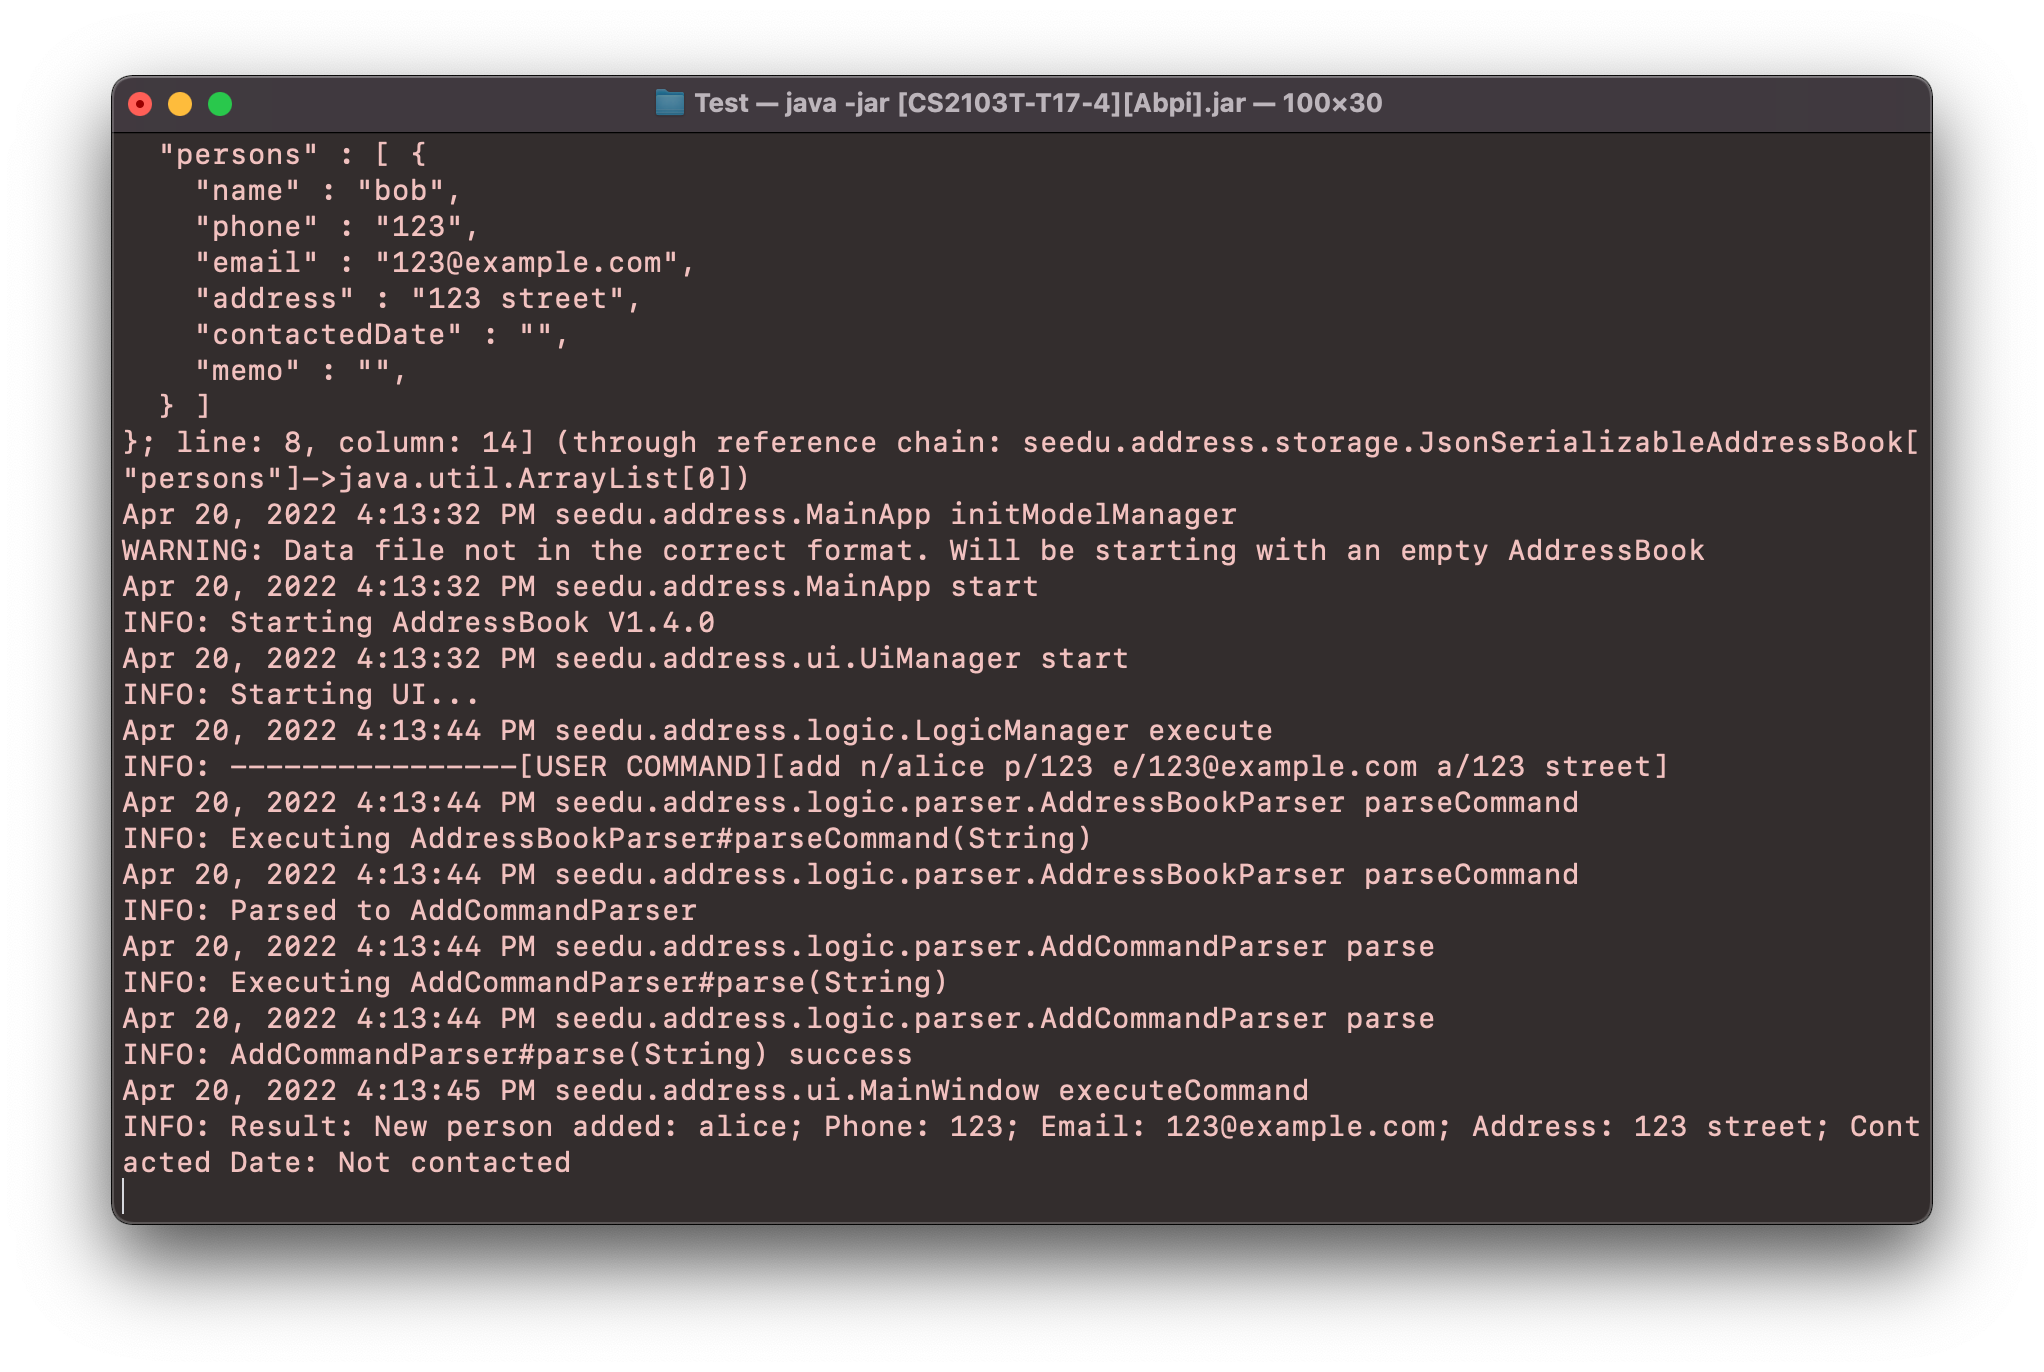 Test — java -jar [CS2103T-T17-4][Abpi].jar — 100×30
  "persons" : [ {
    "name" : "bob",
    "phone" : "123",
    "email" : "123@example.com",
    "address" : "123 street",
    "contactedDate" : "",
    "memo" : "",
  } ]
}; line: 8, column: 14] (through reference chain: seedu.address.storage.JsonSerializableAddressBook[
"persons"]->java.util.ArrayList[0])
Apr 20, 2022 4:13:32 PM seedu.address.MainApp initModelManager
WARNING: Data file not in the correct format. Will be starting with an empty AddressBook
Apr 20, 2022 4:13:32 PM seedu.address.MainApp start
INFO: Starting AddressBook V1.4.0
Apr 20, 2022 4:13:32 PM seedu.address.ui.UiManager start
INFO: Starting UI...
Apr 20, 2022 4:13:44 PM seedu.address.logic.LogicManager execute
INFO: ----------------[USER COMMAND][add n/alice p/123 e/123@example.com a/123 street]
Apr 20, 2022 4:13:44 PM seedu.address.logic.parser.AddressBookParser parseCommand
INFO: Executing AddressBookParser#parseCommand(String)
Apr 20, 2022 4:13:44 PM seedu.address.logic.parser.AddressBookParser parseCommand
INFO: Parsed to AddCommandParser
Apr 20, 2022 4:13:44 PM seedu.address.logic.parser.AddCommandParser parse
INFO: Executing AddCommandParser#parse(String)
Apr 20, 2022 4:13:44 PM seedu.address.logic.parser.AddCommandParser parse
INFO: AddCommandParser#parse(String) success
Apr 20, 2022 4:13:45 PM seedu.address.ui.MainWindow executeCommand
INFO: Result: New person added: alice; Phone: 123; Email: 123@example.com; Address: 123 street; Cont
acted Date: Not contacted